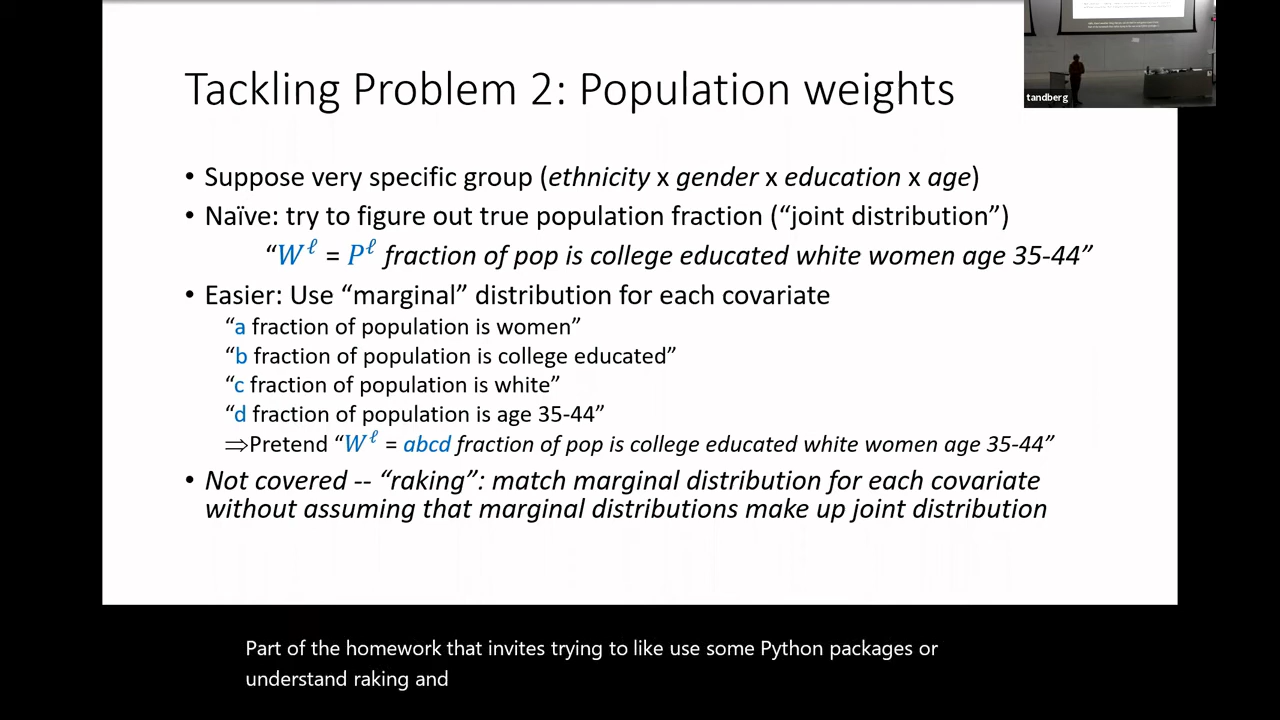 Tackling Problem 2: Population weights
tandberg
• Suppose very specific group (ethnicity x gender x education x age)
• Naïve: try to figure out true population fraction (“joint distribution”)
“W^ℓ = P^ℓ fraction of pop is college educated white women age 35-44”
• Easier: Use “marginal” distribution for each covariate
“a fraction of population is women”
“b fraction of population is college educated”
“c fraction of population is white”
“d fraction of population is age 35-44”
⇒Pretend “W^ℓ = abcd fraction of pop is college educated white women age 35-44”
• Not covered -- “raking”: match marginal distribution for each covariate
without assuming that marginal distributions make up joint distribution
Part of the homework that invites trying to like use some Python packages or
understand raking and